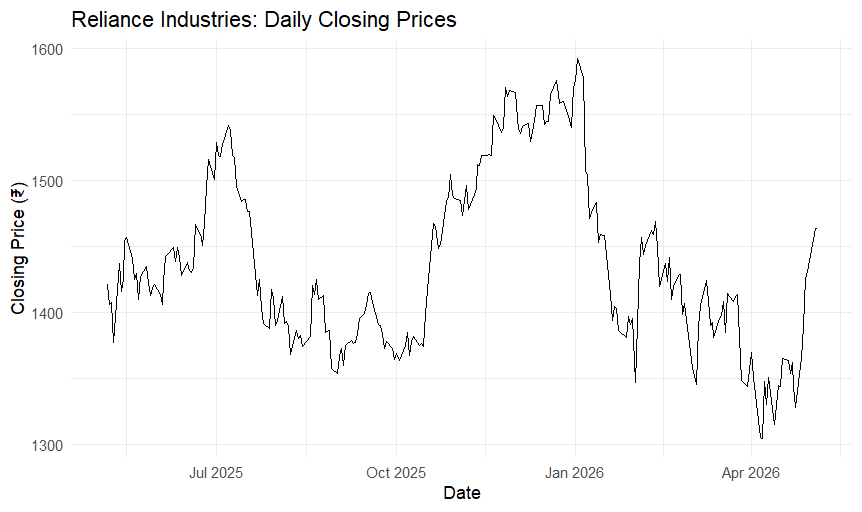 Reliance Industries: Daily Closing Prices
Closing Price (₹)
1600
1500
1400
1300
Jul 2025 Oct 2025 Jan 2026 Apr 2026
Date